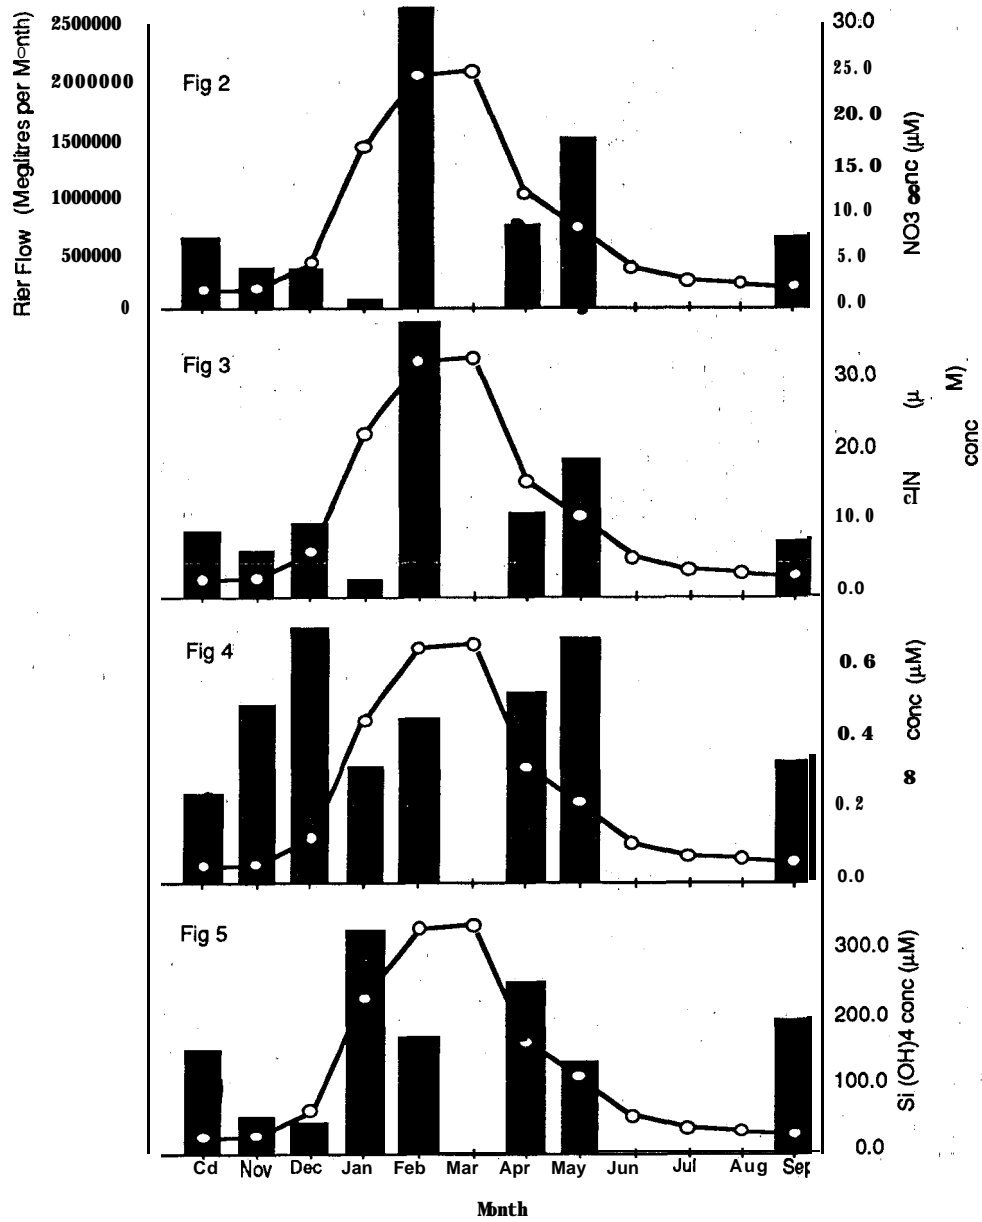 Rier Flow (Meglitres per Month)
2500000
2000000
1500000
1000000
500000
0
Fig 2
30.0
25.0
20.0
15.0
10.0
5.0
0.0
NO3 conc (µM)
Fig 3
30.0
20.0
10.0
0.0
(µ M)
conc
Fig 4
0.6
0.4
0.2
0.0
conc (µM)
Fig 5
300.0
200.0
100.0
0.0
Si (OH)4 conc (µM)
Cd Nov Dec Jan Feb Mar Apr May Jun Jul Aug Sep
Month